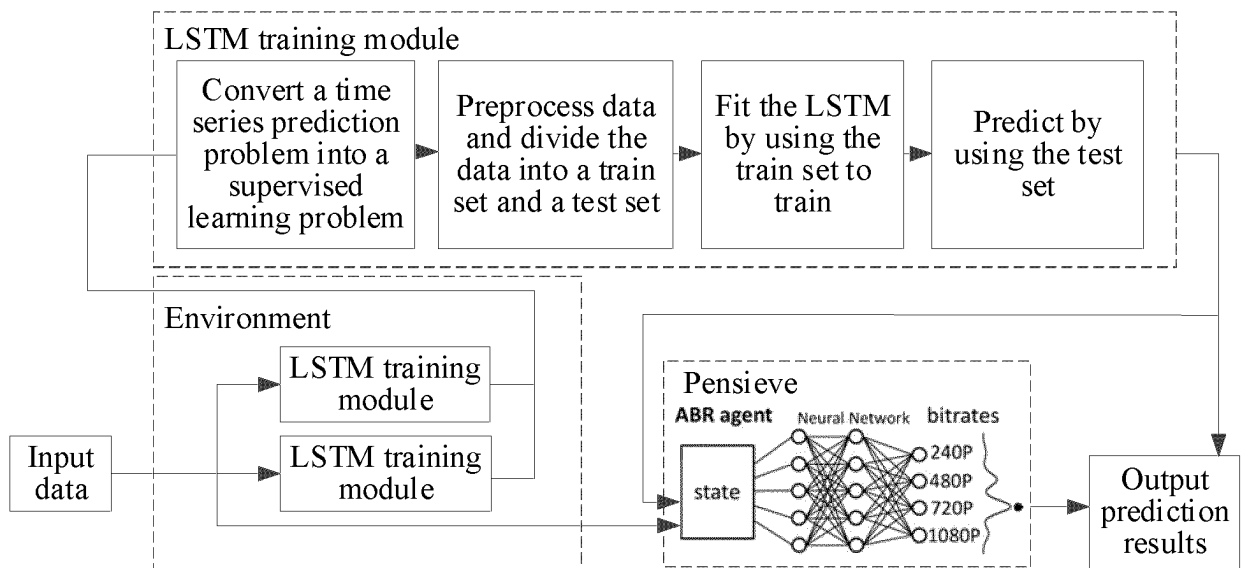 LSTM training module
Convert a time
series prediction
problem into a
supervised
learning problem
Preprocess data
and divide the
data into a train
set and a test set
Fit the LSTM
by using the
train set to
train
Predict by
using the test
set
Environment
LSTM training
module
LSTM training
module
Input
data
Pensieve
ABR agent
Neural Network
bitrates
state
240P
480P
720P
1080P
Output
prediction
results